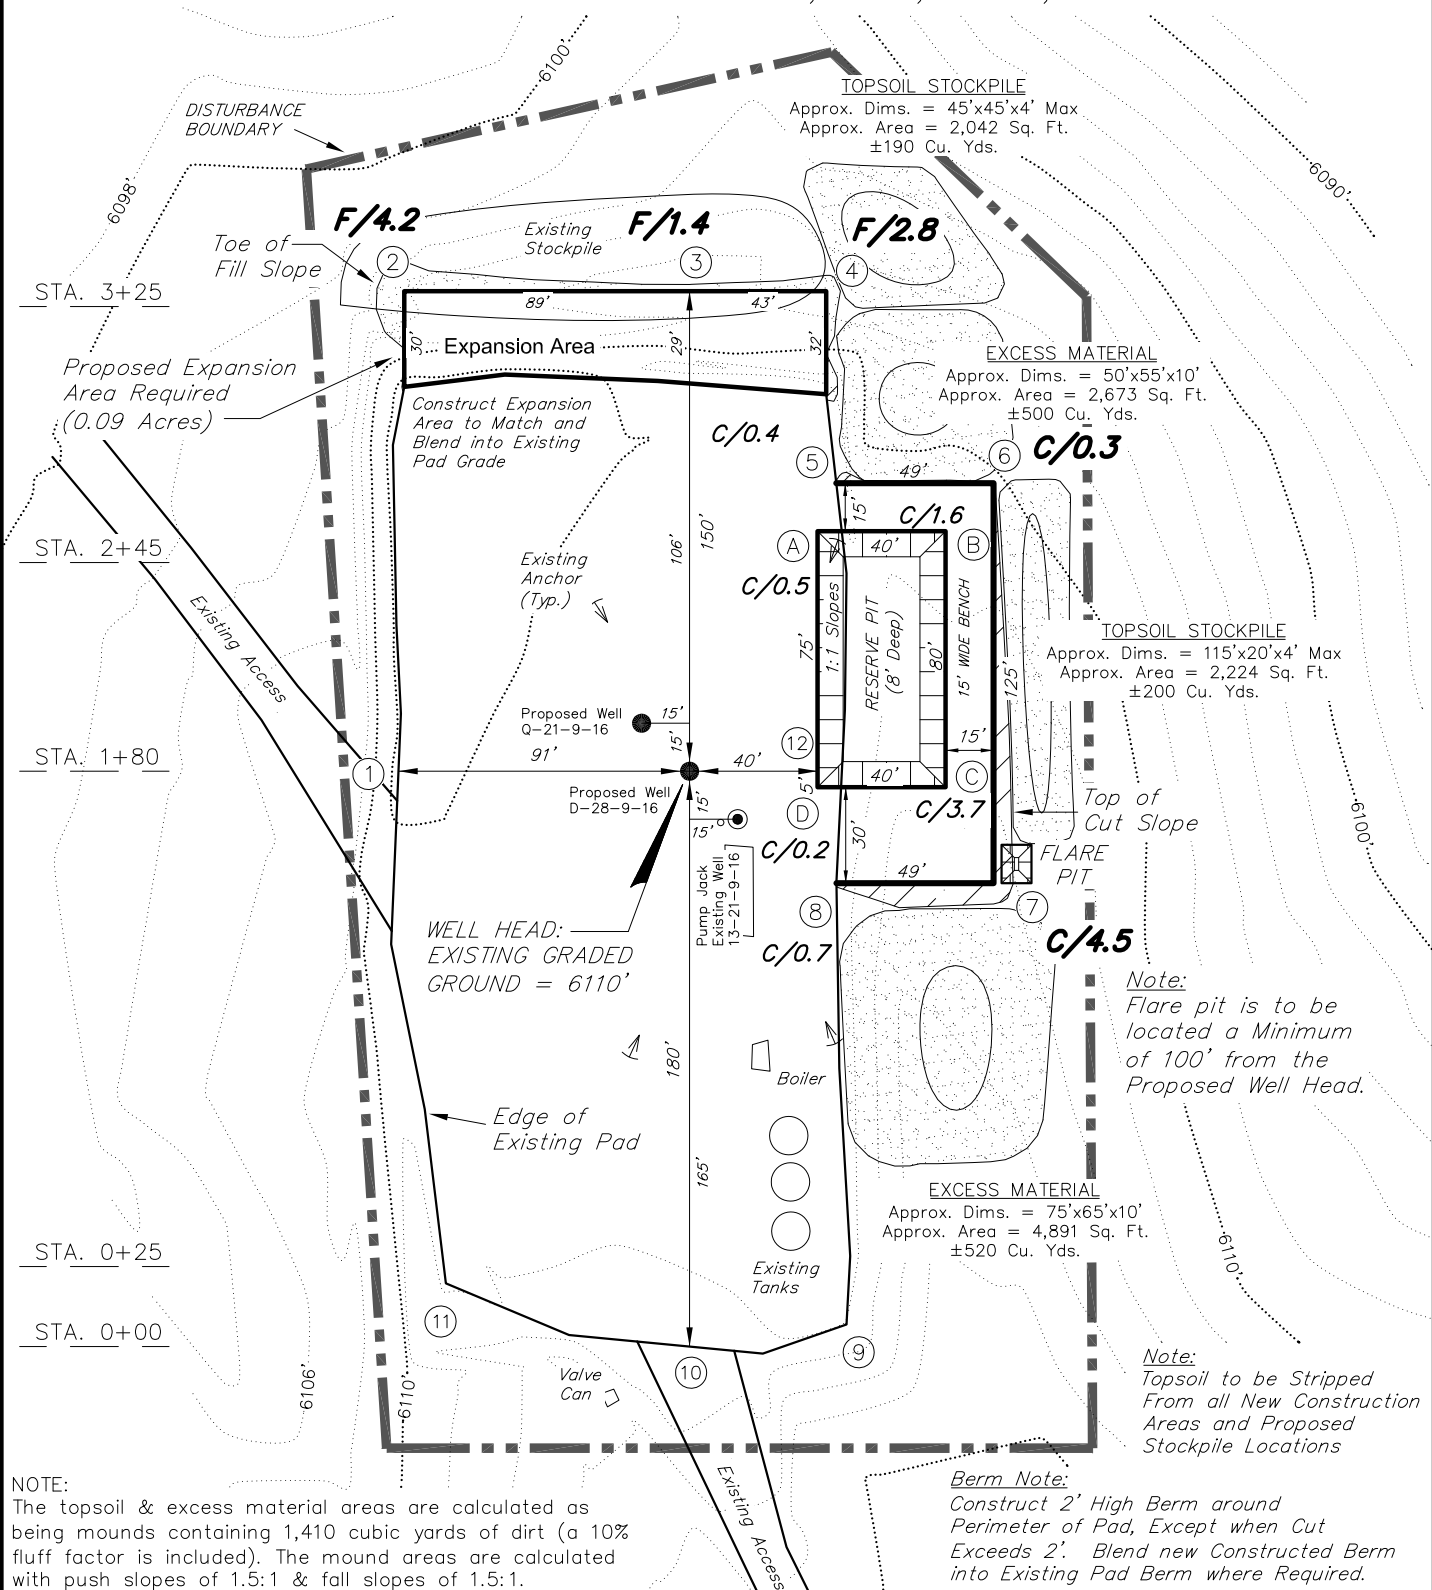 6100'
DISTURBANCE
BOUNDARY
TOPSOIL STOCKPILE
Approx. Dims. = 45'x45'x4' Max
Approx. Area = 2,042 Sq. Ft.
±190 Cu. Yds.
6098'
6090'
F/4.2
F/1.4
F/2.8
Existing
Stockpile
Toe of
Fill Slope
2
3
4
STA. 3+25
89'
43'
30'
Expansion Area
29'
32'
Proposed Expansion
Area Required
(0.09 Acres)
EXCESS MATERIAL
Approx. Dims. = 50'x55'x10'
Approx. Area = 2,673 Sq. Ft.
±500 Cu. Yds.
Construct Expansion
Area to Match and
Blend into Existing
Pad Grade
C/0.4
5
6
C/0.3
49'
15'
C/1.6
STA. 2+45
106'
150'
A
40'
B
Existing
Anchor
(Typ.)
C/0.5
Existing Access
75'
1:1 Slopes
RESERVE PIT
(8' Deep)
80'
15' WIDE BENCH
125'
TOPSOIL STOCKPILE
Approx. Dims. = 115'x20'x4' Max
Approx. Area = 2,224 Sq. Ft.
±200 Cu. Yds.
Proposed Well
Q-21-9-16
15'
15'
12
15'
STA. 1+80
1
91'
40'
40'
C
5'
Proposed Well
D-28-9-16
15'
15'
D
C/3.7
Top of
Cut Slope
6100'
C/0.2
30'
FLARE
PIT
49'
Pump Jack
Existing Well
13-21-9-16
7
8
WELL HEAD:
EXISTING GRADED
GROUND = 6110'
C/0.7
C/4.5
Note:
Flare pit is to be
located a Minimum
of 100' from the
Proposed Well Head.
180'
Boiler
Edge of
Existing Pad
165'
EXCESS MATERIAL
Approx. Dims. = 75'x65'x10'
Approx. Area = 4,891 Sq. Ft.
±520 Cu. Yds.
STA. 0+25
6110'
Existing
Tanks
11
STA. 0+00
9
10
Valve
Can
6106'
6110'
Note:
Topsoil to be Stripped
From all New Construction
Areas and Proposed
Stockpile Locations
Existing Access
NOTE:
The topsoil & excess material areas are calculated as
being mounds containing 1,410 cubic yards of dirt (a 10%
fluff factor is included). The mound areas are calculated
with push slopes of 1.5:1 & fall slopes of 1.5:1.
Berm Note:
Construct 2' High Berm around
Perimeter of Pad, Except when Cut
Exceeds 2'. Blend new Constructed Berm
into Existing Pad Berm where Required.